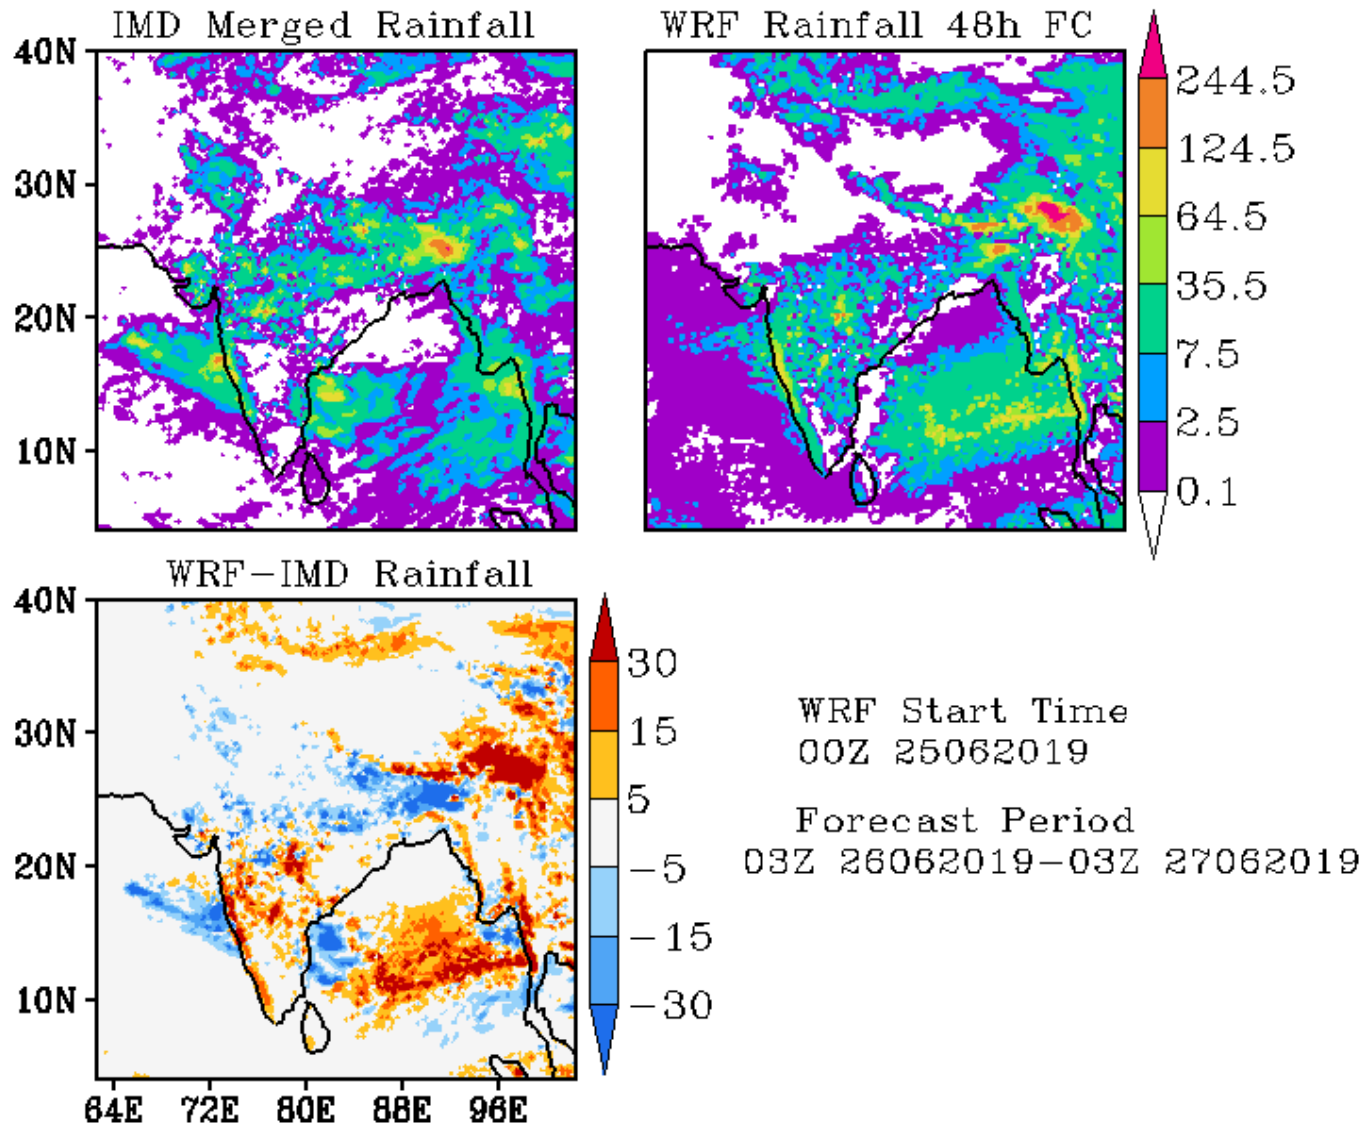 IMD Merged Rainfall
WRF Rainfall 48h FC
40N
30N
20N
10N
244.5
124.5
64.5
35.5
7.5
2.5
0.1
WRF-IMD Rainfall
40N
30N
20N
10N
64E 72E 80E 88E 96E
30
15
5
-5
-15
-30
WRF Start Time
00Z 25062019
Forecast Period
03Z 26062019-03Z 27062019